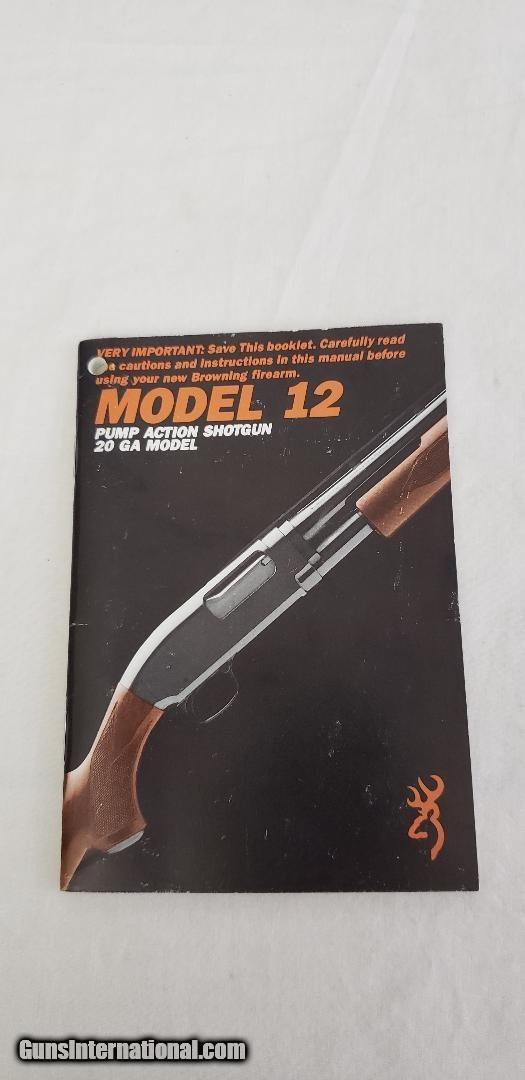 VERY IMPORTANT: Save This booklet. Carefully read
cautions and instructions in this manual before
using your new Browning firearm.
MODEL 12
PUMP ACTION SHOTGUN
20 GA MODEL
GunsInternational.com